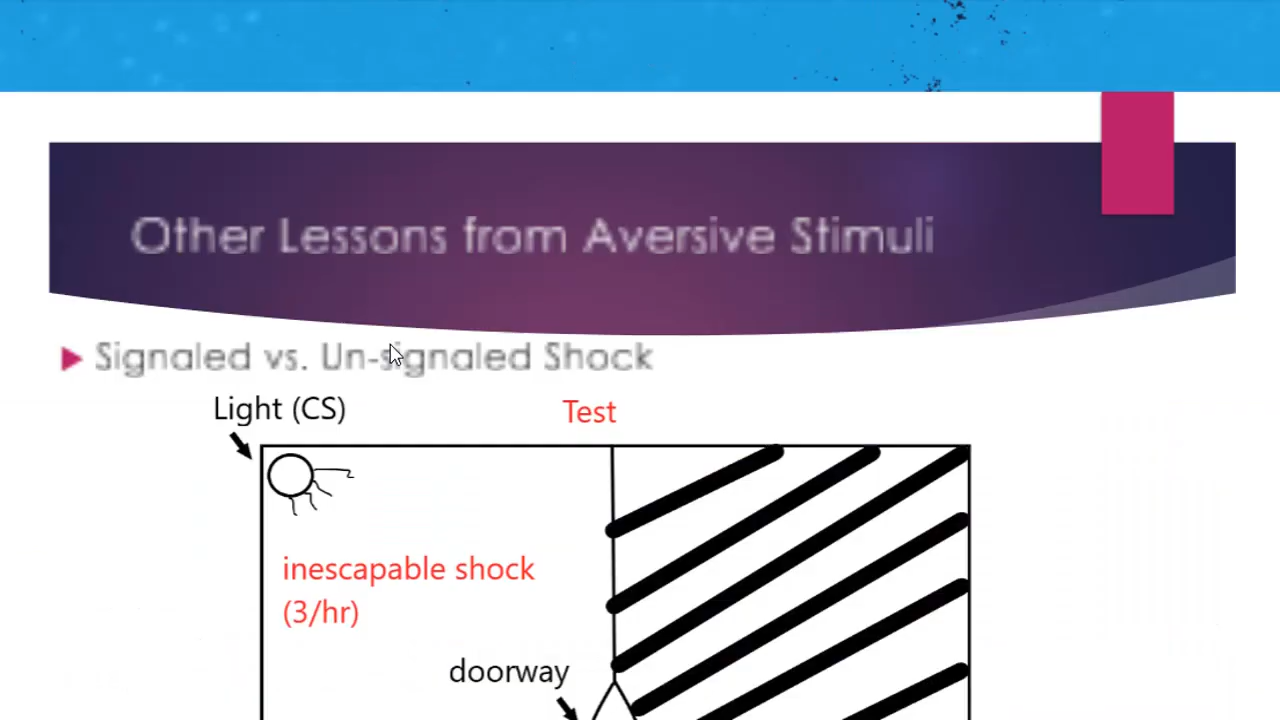 Other Lessons from Aversive Stimuli
Signaled vs. Un-signaled Shock
Light (CS)
Test
inescapable shock
(3/hr)
doorway